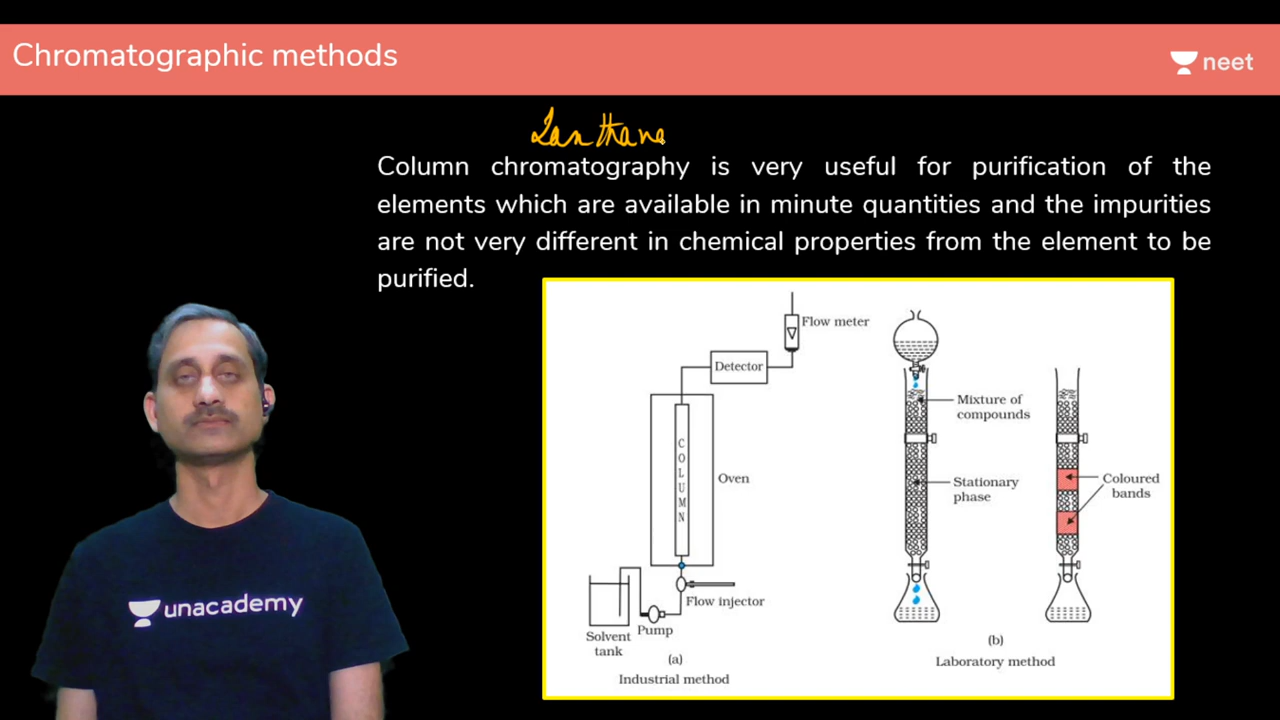 Chromatographic methods
neet
Lanthane
Column chromatography is very useful for purification of the
elements which are available in minute quantities and the impurities
are not very different in chemical properties from the element to be
purified.
Flow meter
Detector
COLUMN
Oven
Flow injector
Solvent
tank
Pump
(a)
Industrial method
Mixture of
compounds
Stationary
phase
Coloured
bands
(b)
Laboratory method
unacademy